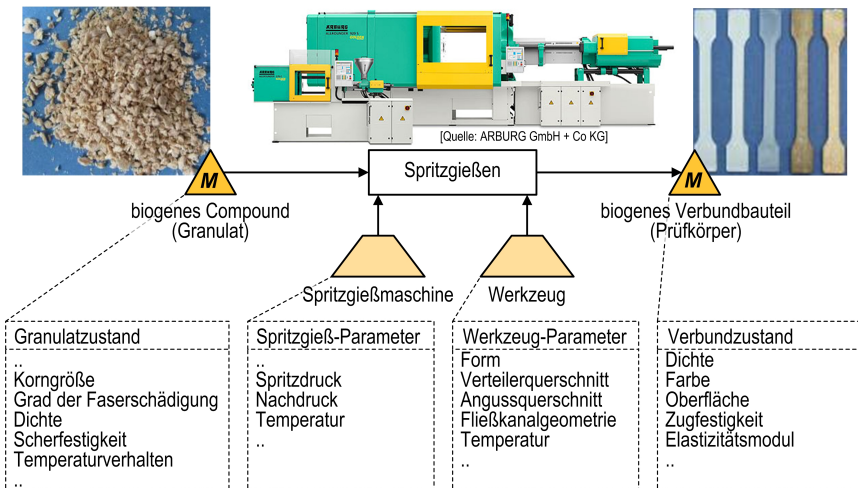 ARBURG
ARBURG
[Quelle: ARBURG GmbH + Co KG]
M
Spritzgießen
M
biogenes Compound
(Granulat)
biogenes Verbundbauteil
(Prüfkörper)
Spritzgießmaschine
Werkzeug
Granulatzustand
..
Korngröße
Grad der Faserschädigung
Dichte
Scherfestigkeit
Temperaturverhalten
..
Spritzgieß-Parameter
..
Spritzdruck
Nachdruck
Temperatur
..
Werkzeug-Parameter
Form
Verteilerquerschnitt
Angussquerschnitt
Fließkanalgeometrie
Temperatur
..
Verbundzustand
Dichte
Farbe
Oberfläche
Zugfestigkeit
Elastizitätsmodul
..